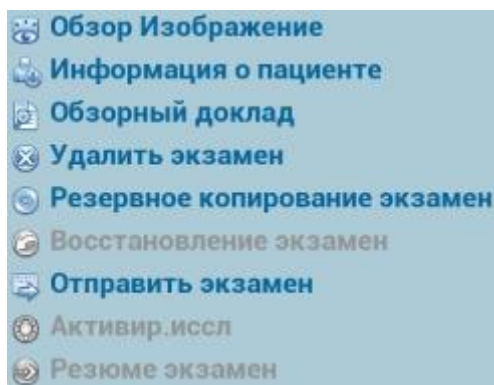 Обзор Изображение
Информация о пациенте
Обзорный доклад
Удалить экзамен
Резервное копирование экзамен
Восстановление экзамен
Отправить экзамен
Активир.иссл
Резюме экзамен